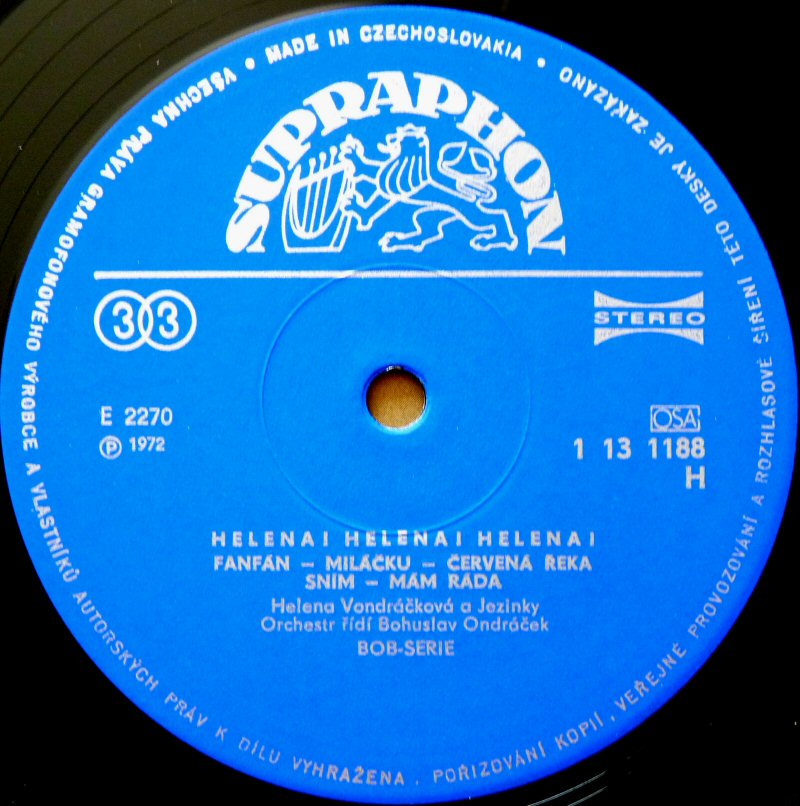 VŠECHNA PRÁVA GRAMOFONOVÉHO VÝROBCE A VLASTNÍKŮ AUTORSKÝCH PRÁV K DÍLU VYHRAŽENA. POŘIZOVÁNÍ KOPIÍ, VEŘEJNÉ PROVOZOVÁNÍ A ROZHLASOVÉ ŠÍŘENÍ TÉTO DESKY JE ZAKÁZÁNO
• MADE IN CZECHOSLOVAKIA •
SUPRAPHON
33
STEREO
E 2270
OSA
Ⓟ 1972
1 13 1188
H
HELENA! HELENA! HELENA!
FANFÁN – MILÁČKU – ČERVENÁ ŘEKA
SNÍM – MÁM RÁDA
Helena Vondráčková a Jezinky
Orchestr řídí Bohuslav Ondráček
BOB-SERIE